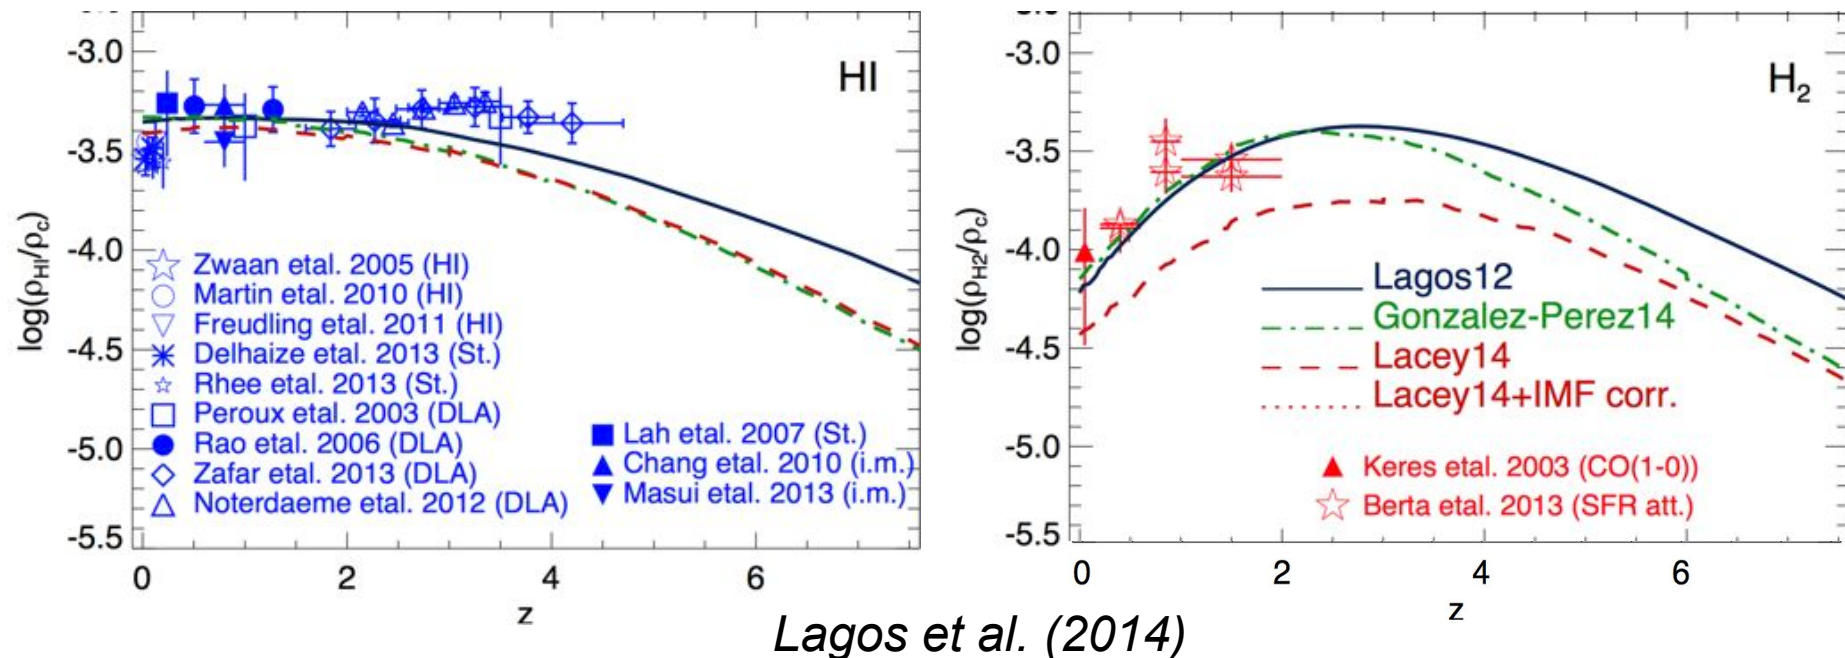 -3.0
-3.5
-4.0
-4.5
-5.0
-5.5
log(ρHI/ρc)
HI
Zwaan etal. 2005 (HI)
Martin etal. 2010 (HI)
Freudling etal. 2011 (HI)
Delhaize etal. 2013 (St.)
Rhee etal. 2013 (St.)
Peroux etal. 2003 (DLA)
Rao etal. 2006 (DLA)
Zafar etal. 2013 (DLA)
Noterdaeme etal. 2012 (DLA)
Lah etal. 2007 (St.)
Chang etal. 2010 (i.m.)
Masui etal. 2013 (i.m.)
0 2 4 6
z
-3.0
-3.5
-4.0
-4.5
-5.0
-5.5
log(ρH2/ρc)
H2
Lagos12
Gonzalez-Perez14
Lacey14
Lacey14+IMF corr.
Keres etal. 2003 (CO(1-0))
Berta etal. 2013 (SFR att.)
0 2 4 6
z
Lagos et al. (2014)